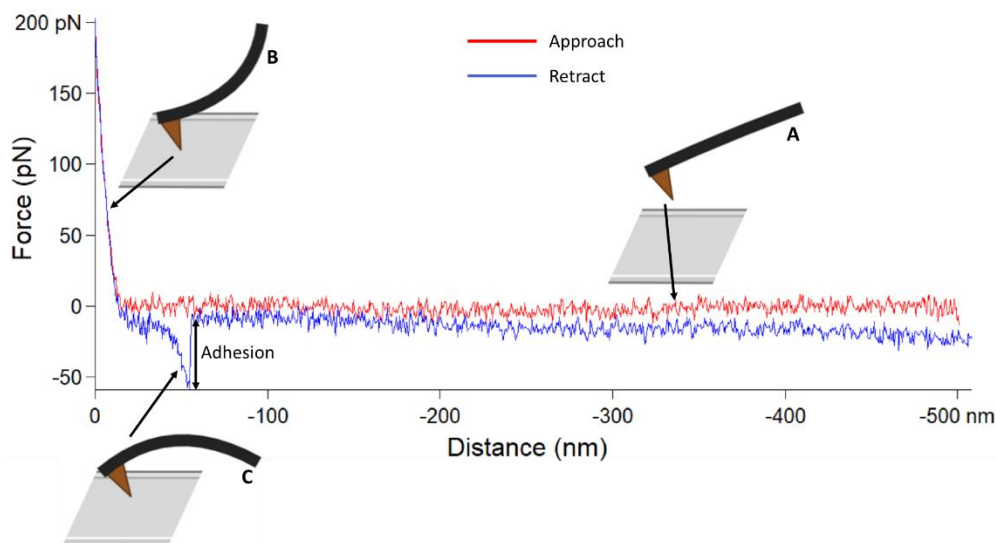 200 pN
150
100
50
0
-50
Force (pN)
B
Approach
Retract
A
Adhesion
C
0
-100
-200
-300
-400
-500 nm
Distance (nm)